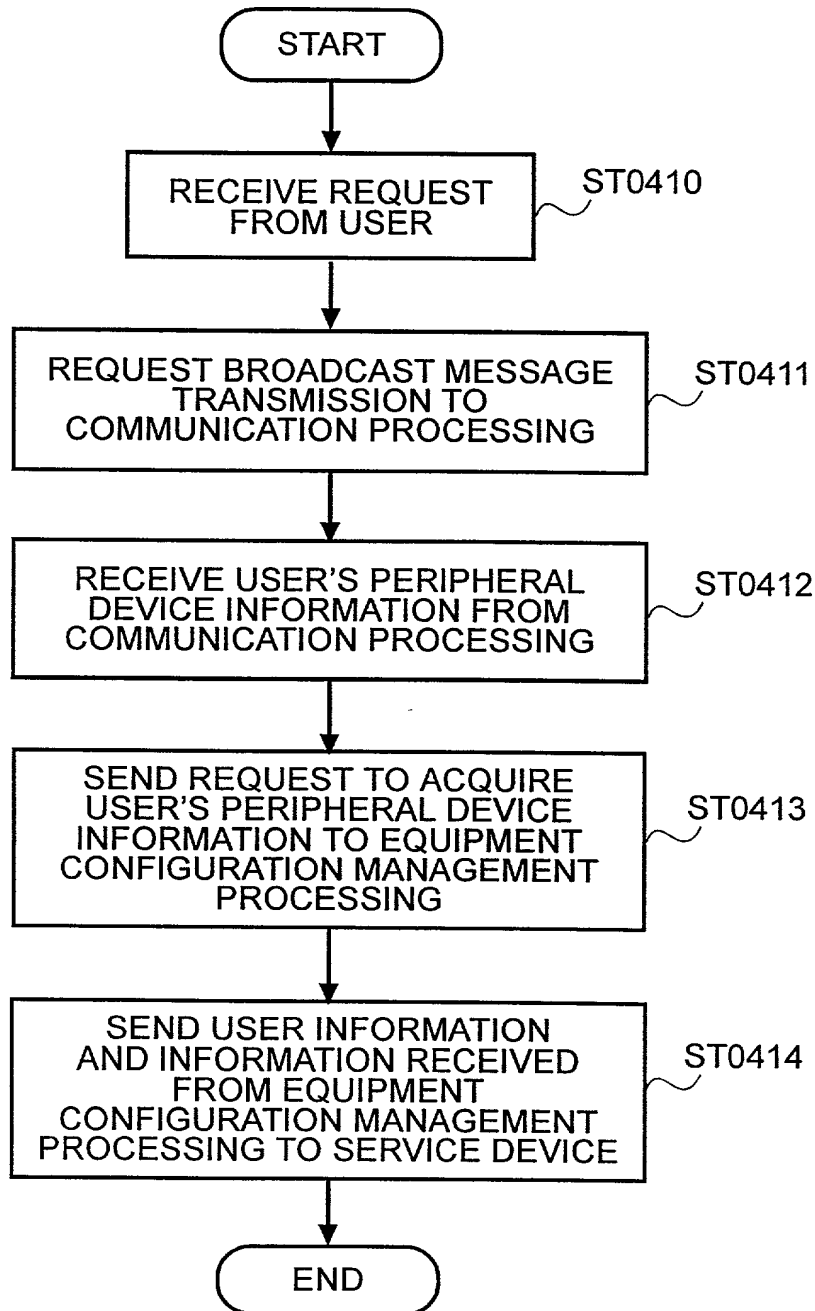 START
RECEIVE REQUEST
FROM USER
ST0410
REQUEST BROADCAST MESSAGE
TRANSMISSION TO
COMMUNICATION PROCESSING
ST0411
RECEIVE USER'S PERIPHERAL
DEVICE INFORMATION FROM
COMMUNICATION PROCESSING
ST0412
SEND REQUEST TO ACQUIRE
USER'S PERIPHERAL DEVICE
INFORMATION TO EQUIPMENT
CONFIGURATION MANAGEMENT
PROCESSING
ST0413
SEND USER INFORMATION
AND INFORMATION RECEIVED
FROM EQUIPMENT
CONFIGURATION MANAGEMENT
PROCESSING TO SERVICE DEVICE
ST0414
END